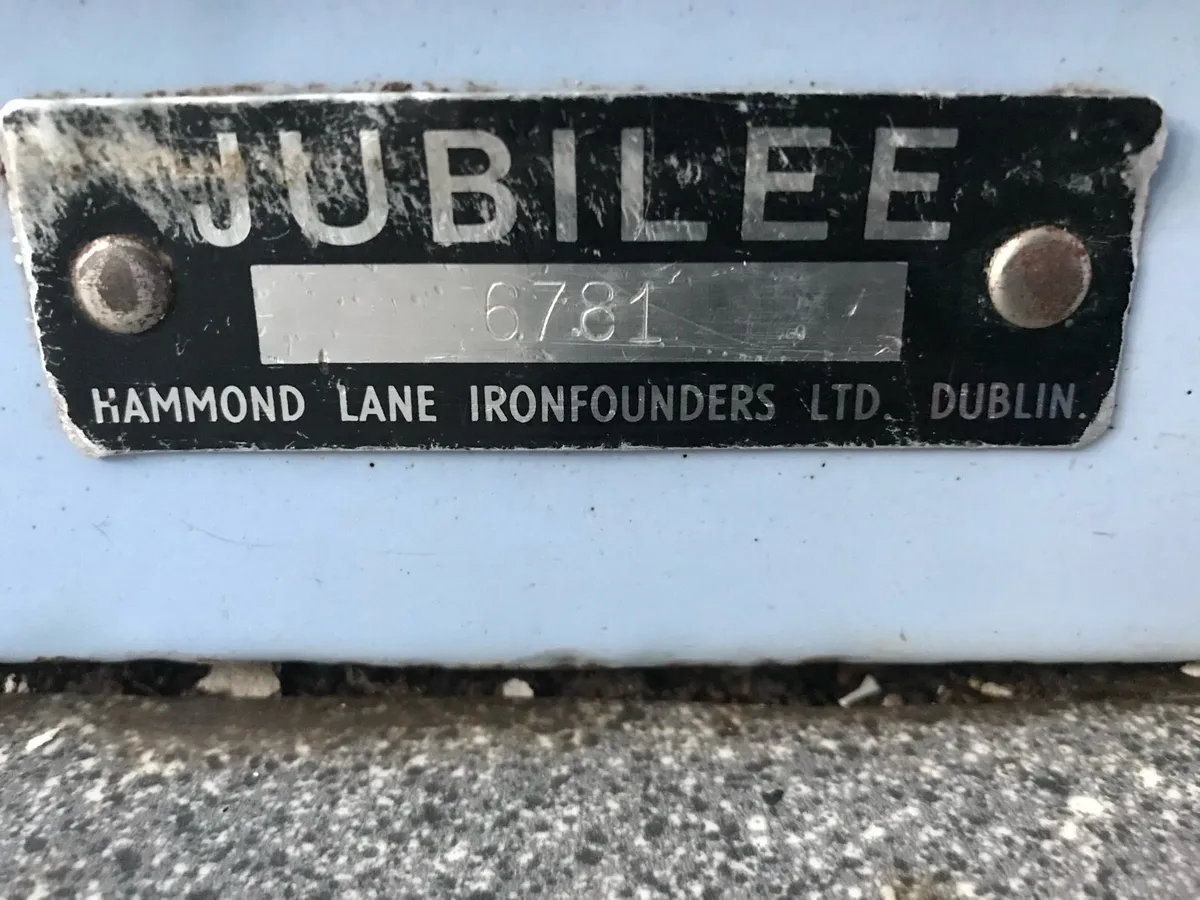 JUBILEE
6781
HAMMOND LANE IRONFOUNDERS LTD. DUBLIN.